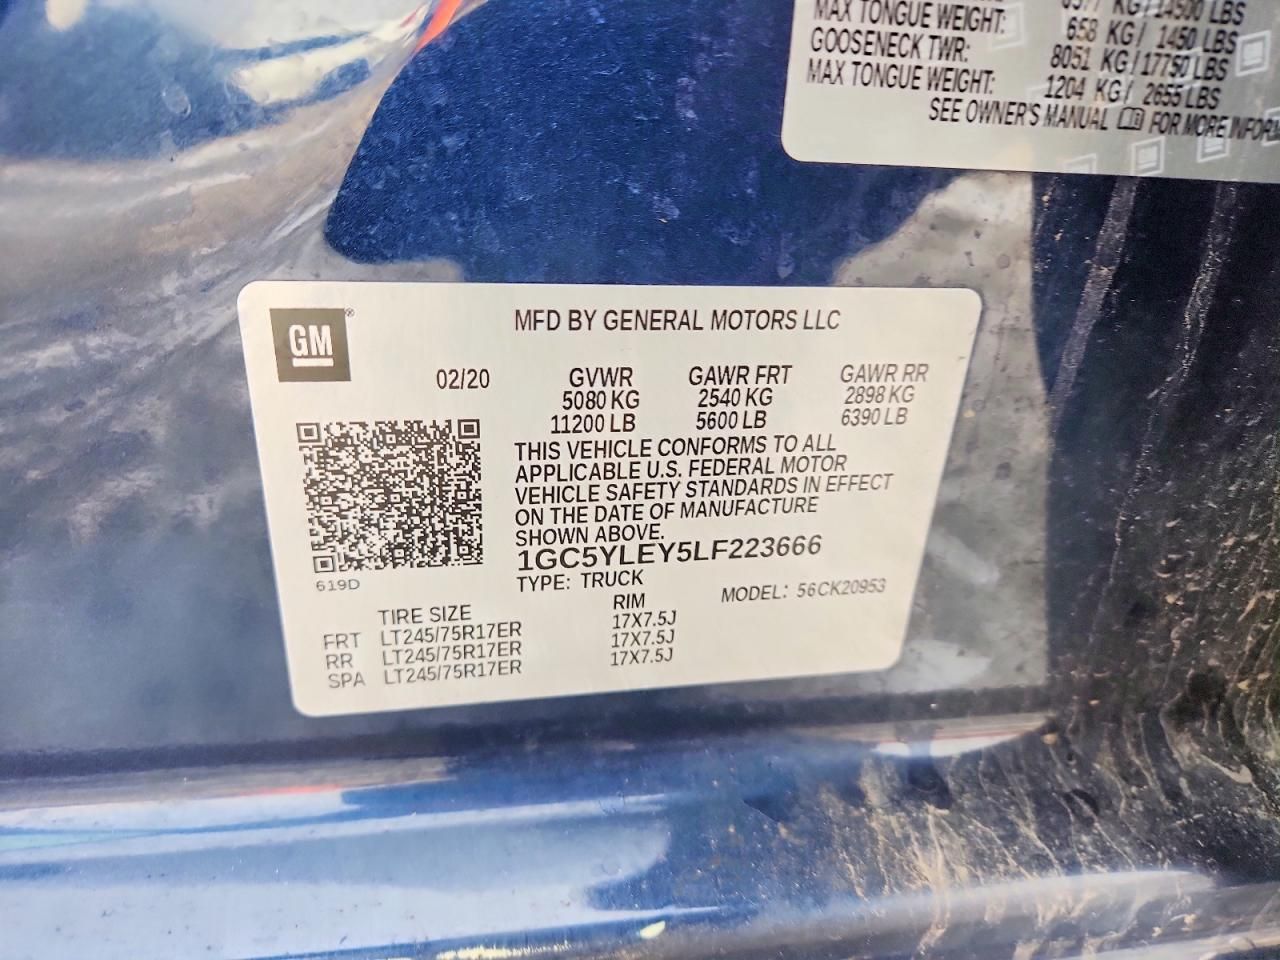 KG/14500 LBS
MAX TONGUE WEIGHT: 658 KG/ 1450 LBS
GOOSENECK TWR: 8051 KG/17750 LBS
MAX TONGUE WEIGHT: 1204 KG/ 2655 LBS
SEE OWNER'S MANUAL FOR MORE INFORM
GM®
MFD BY GENERAL MOTORS LLC
02/20 GVWR GAWR FRT GAWR RR
5080 KG 2540 KG 2898 KG
11200 LB 5600 LB 6390 LB
THIS VEHICLE CONFORMS TO ALL
APPLICABLE U.S. FEDERAL MOTOR
VEHICLE SAFETY STANDARDS IN EFFECT
ON THE DATE OF MANUFACTURE
SHOWN ABOVE.
1GC5YLEY5LF223666
619D
TYPE: TRUCK MODEL: 56CK20953
TIRE SIZE RIM
FRT LT245/75R17ER 17X7.5J
RR LT245/75R17ER 17X7.5J
SPA LT245/75R17ER 17X7.5J